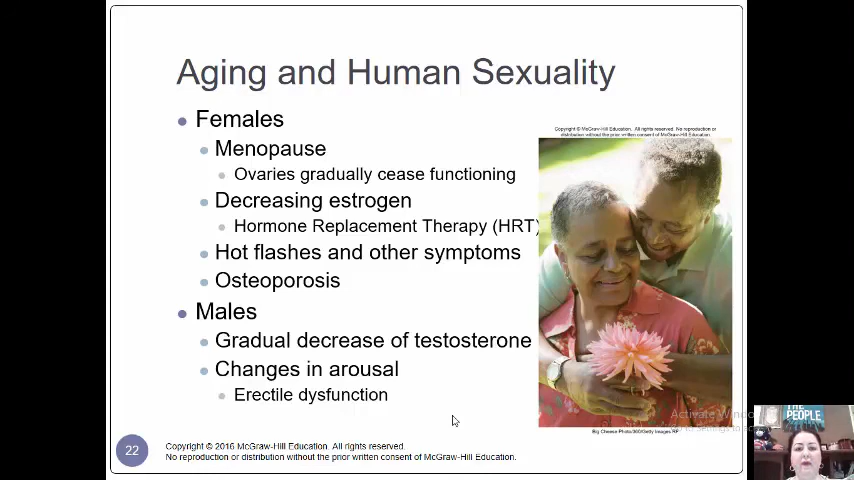 Aging and Human Sexuality
Females
Menopause
Ovaries gradually cease functioning
Decreasing estrogen
Hormone Replacement Therapy (HRT)
Hot flashes and other symptoms
Osteoporosis
Males
Gradual decrease of testosterone
Changes in arousal
Erectile dysfunction
22
Copyright © 2016 McGraw-Hill Education. All rights reserved.
No reproduction or distribution without the prior written consent of McGraw-Hill Education.
Copyright © McGraw-Hill Education. All rights reserved. No reproduction or
distribution without the prior written consent of McGraw-Hill Education
Big Cheese Photo/360/Getty Images RF
Activate Windo
THE
PEOPLE